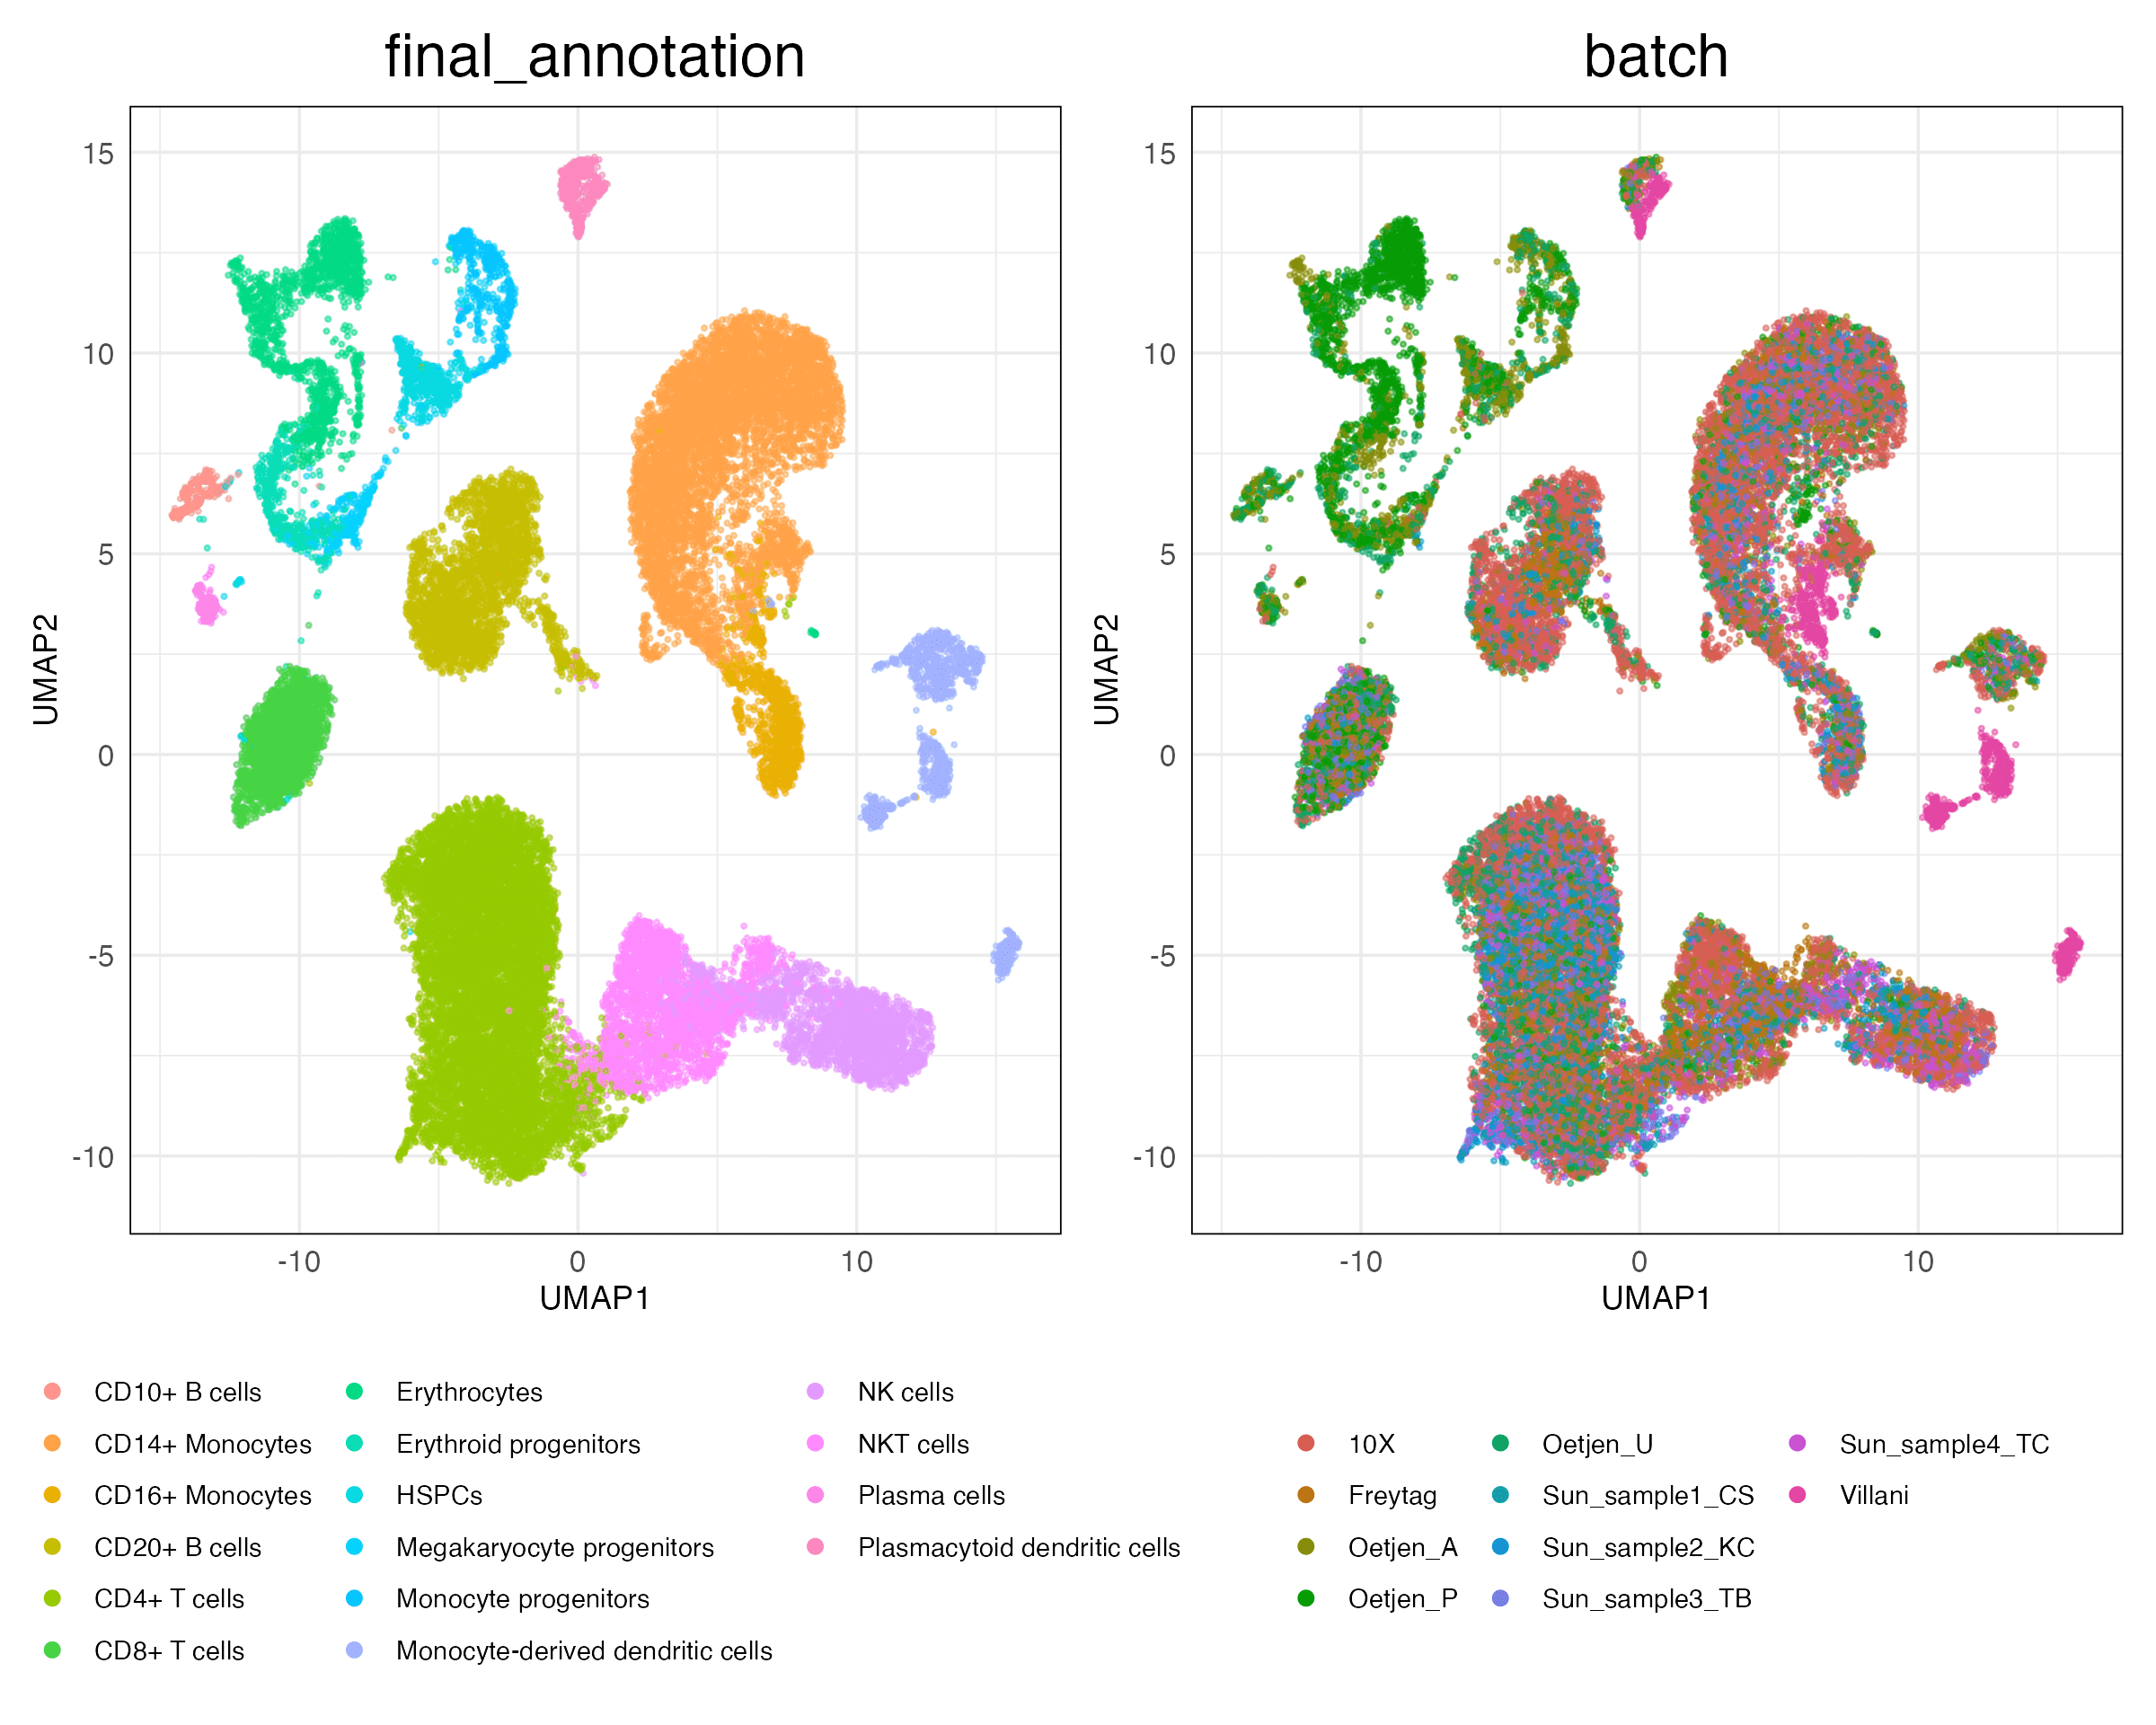 final_annotation
batch
15
10
5
0
-5
-10
UMAP2
-10
0
10
UMAP1
15
10
5
0
-5
-10
UMAP2
-10
0
10
UMAP1
CD10+ B cells
CD14+ Monocytes
CD16+ Monocytes
CD20+ B cells
CD4+ T cells
CD8+ T cells
Erythrocytes
Erythroid progenitors
HSPCs
Megakaryocyte progenitors
Monocyte progenitors
Monocyte-derived dendritic cells
NK cells
NKT cells
Plasma cells
Plasmacytoid dendritic cells
10X
Freytag
Oetjen_A
Oetjen_P
Oetjen_U
Sun_sample1_CS
Sun_sample2_KC
Sun_sample3_TB
Sun_sample4_TC
Villani